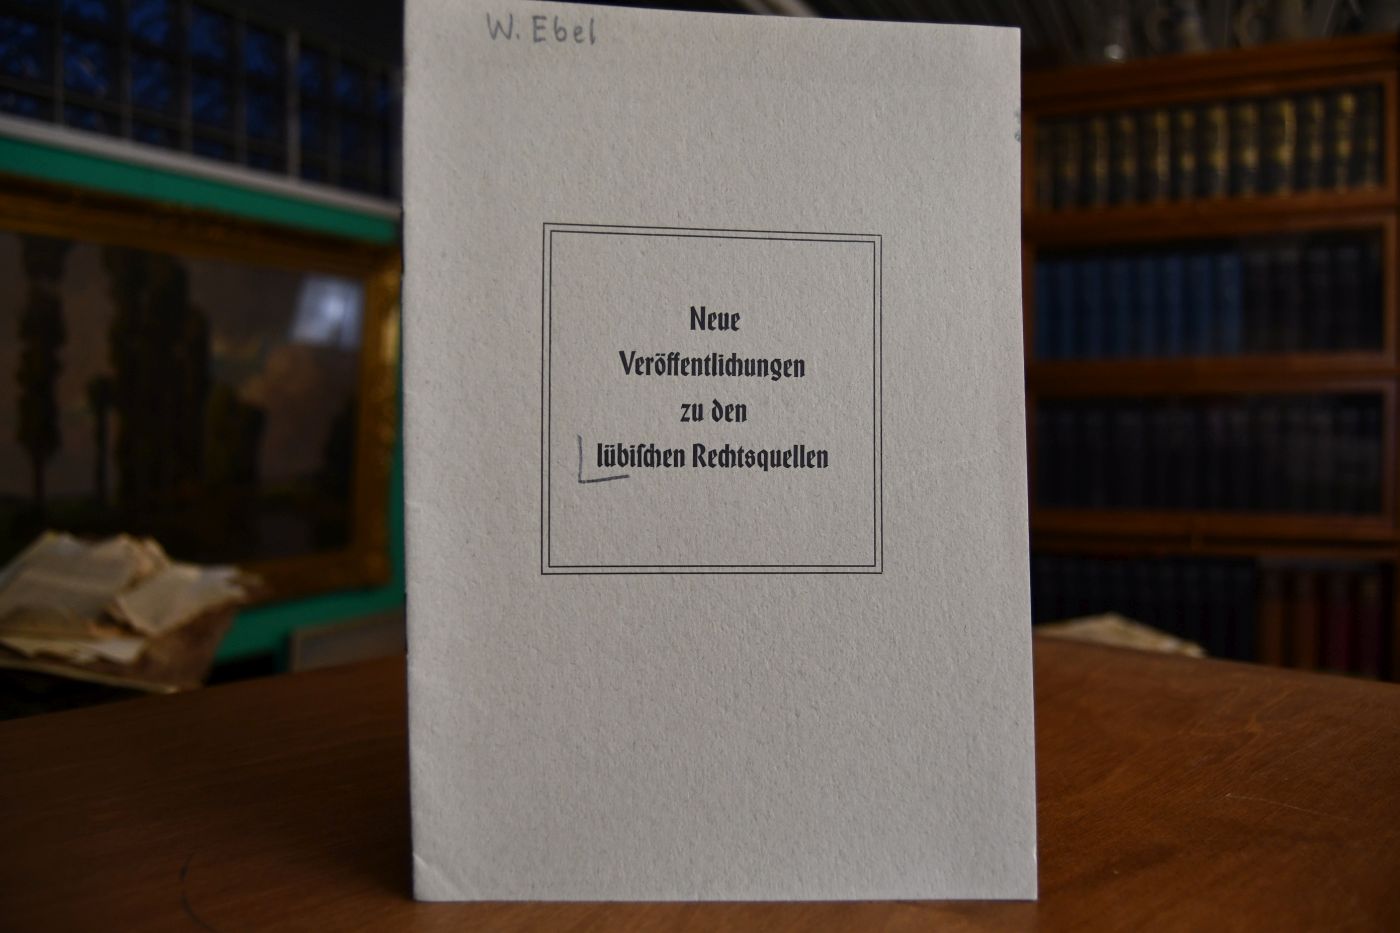 W. Ebel
Neue
Veröffentlichungen
zu den
lübiſchen Rechtsquellen